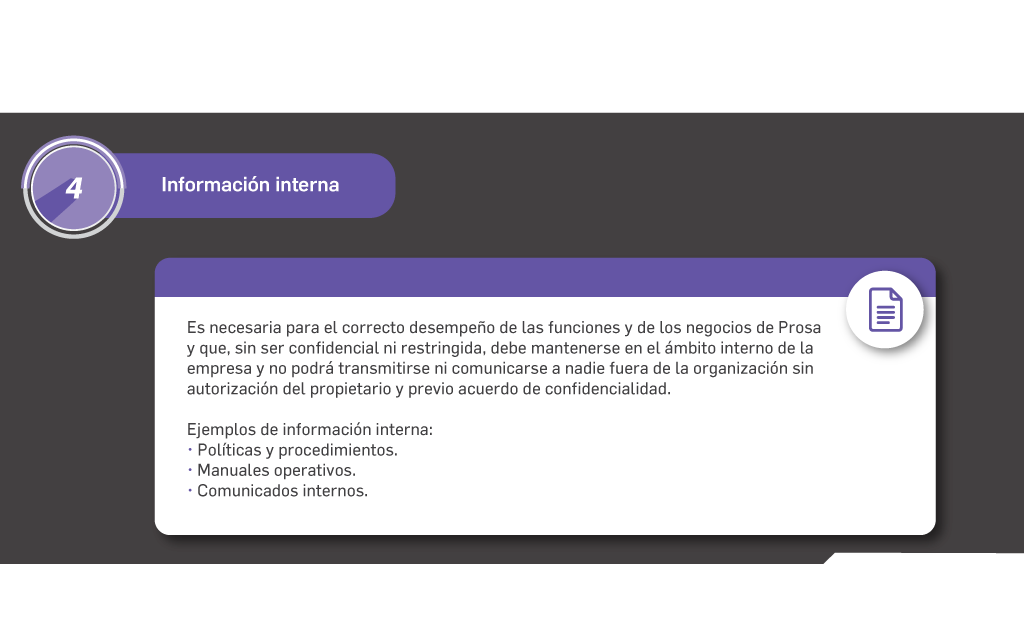 4
Información interna
Es necesaria para el correcto desempeño de las funciones y de los negocios de Prosa
y que, sin ser confidencial ni restringida, debe mantenerse en el ámbito interno de la
empresa y no podrá transmitirse ni comunicarse a nadie fuera de la organización sin
autorización del propietario y previo acuerdo de confidencialidad.
Ejemplos de información interna:
· Políticas y procedimientos.
· Manuales operativos.
· Comunicados internos.